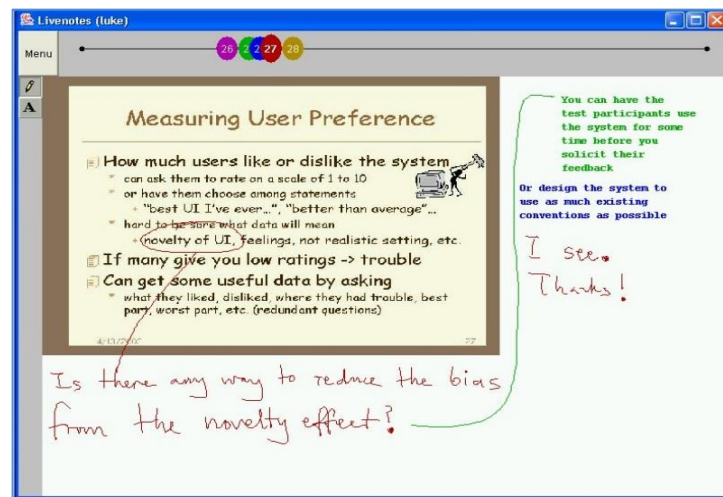 Livenotes (luke)
Menu
26 2 2 27 28
A
Measuring User Preference
How much users like or dislike the system
can ask them to rate on a scale of 1 to 10
or have them choose among statements
+ “best UI I've ever…”, “better than average”…
hard to be sure what data will mean
+ novelty of UI, feelings, not realistic setting, etc.
If many give you low ratings -> trouble
Can get some useful data by asking
what they liked, disliked, where they had trouble, best
part, worst part, etc. (redundant questions)
27
You can have the
test participants use
the system for some
time before you
solicit their
feedback
Or design the system to
use as much existing
conventions as possible
I see.
Thanks!
Is there any way to reduce the bias
from the novelty effect?